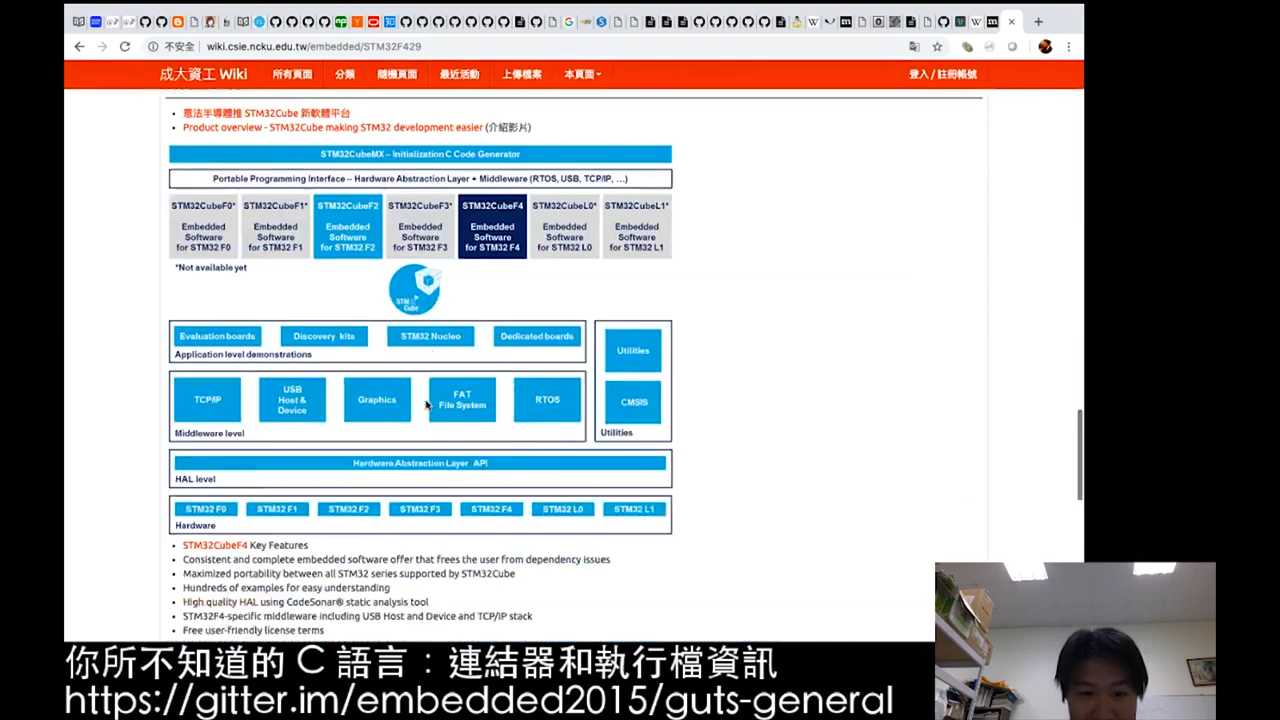 不安全 wiki.csie.ncku.edu.tw/embedded/STM32F429
成大資工 Wiki 所有頁面 分類 隨機頁面 最近活動 上傳檔案 本頁面 登入 / 註冊帳號
意法半導體推 STM32Cube 新軟體平台
Product overview - STM32Cube making STM32 development easier (介紹影片)
STM32CubeMX – Initialization C Code Generator
Portable Programming Interface – Hardware Abstraction Layer + Middleware (RTOS, USB, TCP/IP, ...)
STM32CubeF0* STM32CubeF1* STM32CubeF2 STM32CubeF3* STM32CubeF4 STM32CubeL0* STM32CubeL1*
Embedded Embedded Embedded Embedded Embedded Embedded Embedded
Software Software Software Software Software Software Software
for STM32 F0 for STM32 F1 for STM32 F2 for STM32 F3 for STM32 F4 for STM32 L0 for STM32 L1
*Not available yet
STM32
Cube
Evaluation boards Discovery kits STM32 Nucleo Dedicated boards
Application level demonstrations
Utilities
TCP/IP
USB
Host &
Device
Graphics
FAT
File System
RTOS
CMSIS
Middleware level
Utilities
Hardware Abstraction Layer API
HAL level
STM32 F0 STM32 F1 STM32 F2 STM32 F3 STM32 F4 STM32 L0 STM32 L1
Hardware
STM32CubeF4 Key Features
Consistent and complete embedded software offer that frees the user from dependency issues
Maximized portability between all STM32 series supported by STM32Cube
Hundreds of examples for easy understanding
High quality HAL using CodeSonar® static analysis tool
STM32F4-specific middleware including USB Host and Device and TCP/IP stack
Free user-friendly license terms
你所不知道的 C 語言：連結器和執行檔資訊
https://gitter.im/embedded2015/guts-general